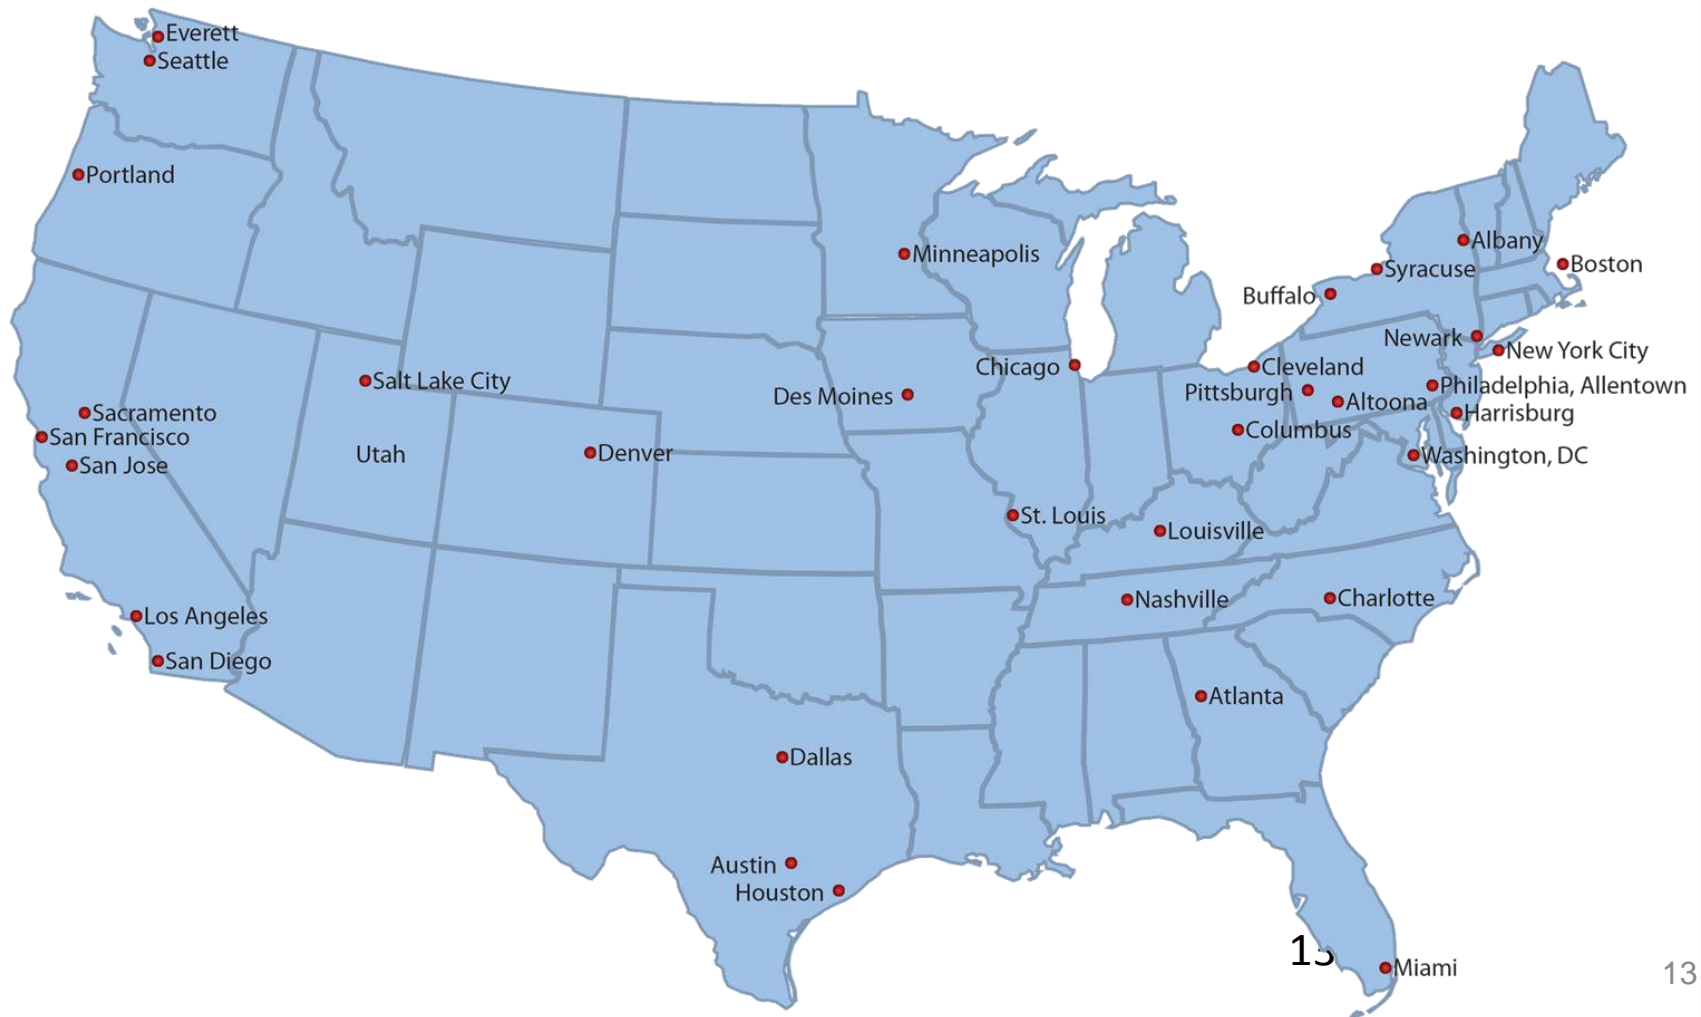 Everett
Seattle
Portland
Minneapolis
Albany
Syracuse
Boston
Buffalo
Newark
New York City
Chicago
Cleveland
Salt Lake City
Des Moines
Pittsburgh
Altoona
Philadelphia, Allentown
Harrisburg
Sacramento
San Francisco
San Jose
Utah
Denver
Columbus
Washington, DC
St. Louis
Louisville
Nashville
Charlotte
Los Angeles
San Diego
Atlanta
Dallas
Austin
Houston
13
Miami
13